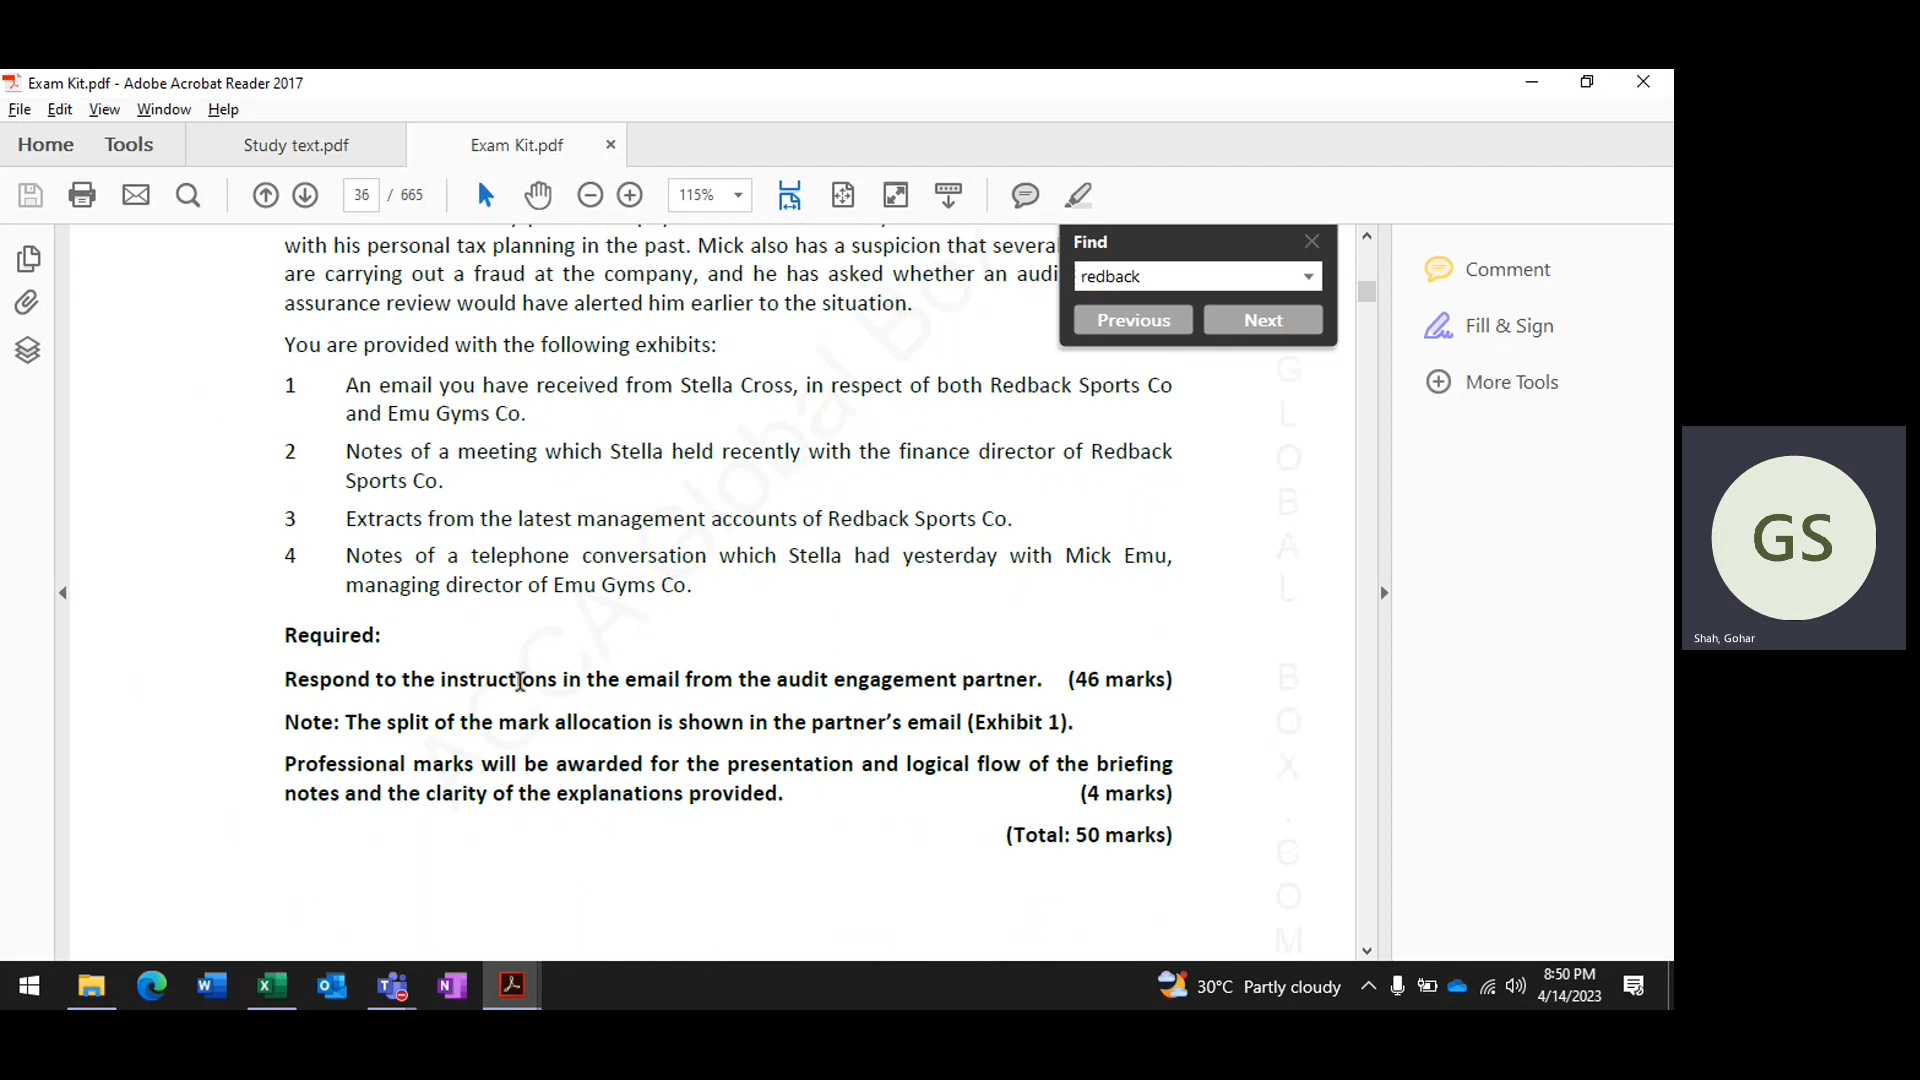 Exam Kit.pdf - Adobe Acrobat Reader 2017
File Edit View Window Help
Home Tools Study text.pdf Exam Kit.pdf
36 / 665 115%
with his personal tax planning in the past. Mick also has a suspicion that several
are carrying out a fraud at the company, and he has asked whether an audi
assurance review would have alerted him earlier to the situation.
Find
redback
Previous Next
You are provided with the following exhibits:
1 An email you have received from Stella Cross, in respect of both Redback Sports Co
and Emu Gyms Co.
2 Notes of a meeting which Stella held recently with the finance director of Redback
Sports Co.
3 Extracts from the latest management accounts of Redback Sports Co.
4 Notes of a telephone conversation which Stella had yesterday with Mick Emu,
managing director of Emu Gyms Co.
Required:
Respond to the instructions in the email from the audit engagement partner. (46 marks)
Note: The split of the mark allocation is shown in the partner's email (Exhibit 1).
Professional marks will be awarded for the presentation and logical flow of the briefing
notes and the clarity of the explanations provided. (4 marks)
(Total: 50 marks)
ACCA Global Box
GLOBAL BOX.COM
Comment
Fill & Sign
More Tools
GS
Shah, Gohar
30°C Partly cloudy
8:50 PM
4/14/2023